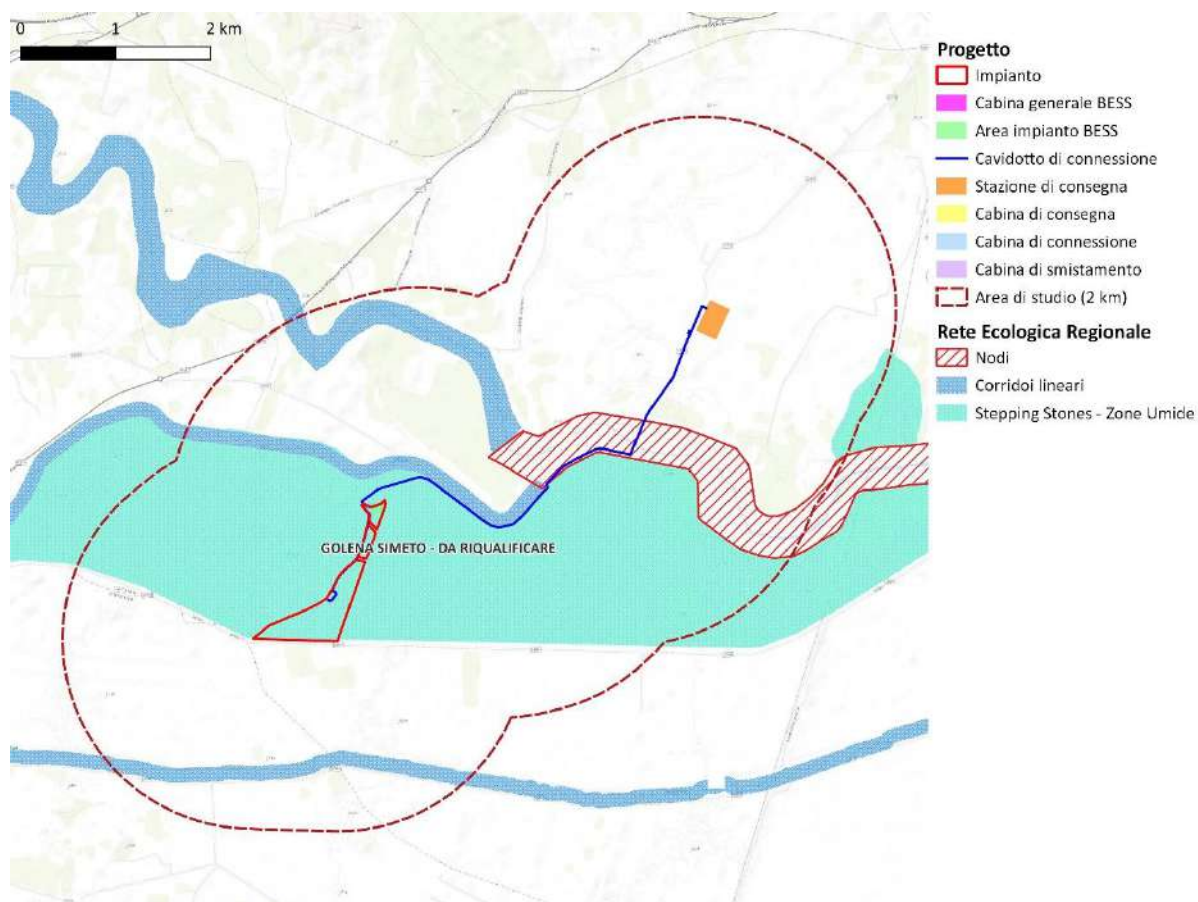 0 1 2 km
Progetto
Impianto
Cabina generale BESS
Area impianto BESS
Cavidotto di connessione
Stazione di consegna
Cabina di consegna
Cabina di connessione
Cabina di smistamento
Area di studio (2 km)
Rete Ecologica Regionale
Nodi
Corridoi lineari
Stepping Stones - Zone Umide
GOLENA SIMETO - DA RIQUALIFICARE